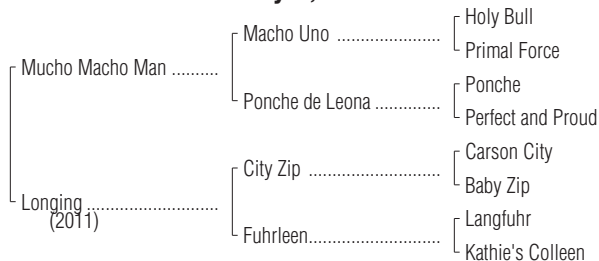 Holy Bull
Macho Uno ....................
Primal Force
Mucho Macho Man ..........
Ponche
Ponche de Leona .............
Perfect and Proud
Carson City
City Zip .........................
Baby Zip
Longing .............................
(2011)
Langfuhr
Fuhrleen..........................
Kathie's Colleen